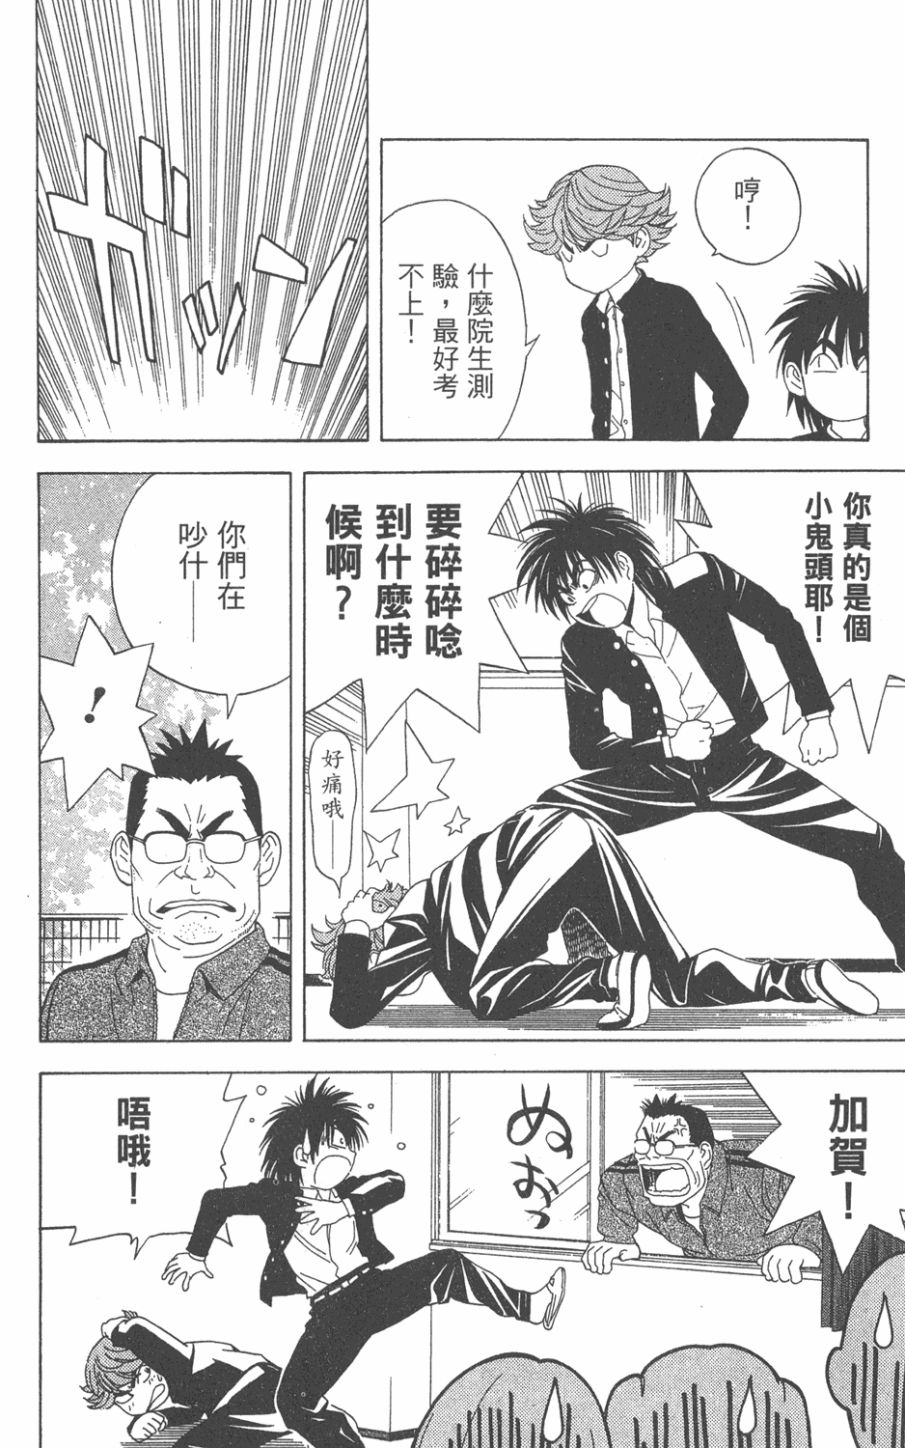 哼！
什麼院生測
驗，最好考
不上！
ガガッン
你真的是個
小鬼頭耶！
要碎碎唸
到什麼時
候啊？
好痛哦——
你們在
吵什——
！
加賀！
ぬおっ
唔哦！